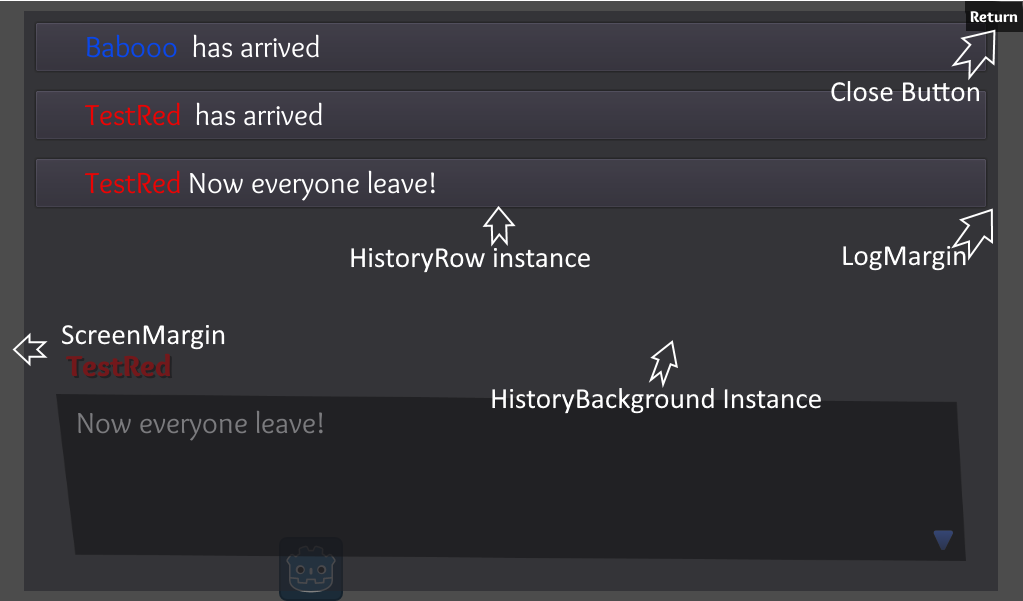 Return
Babooo has arrived
Close Button
TestRed has arrived
TestRed Now everyone leave!
HistoryRow instance
LogMargin
ScreenMargin
TestRed
HistoryBackground Instance
Now everyone leave!